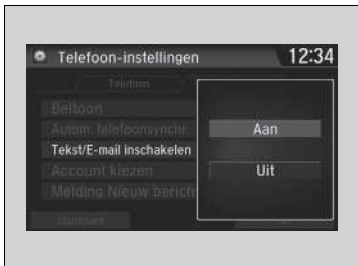 Telefoon-instellingen 12:34
Telefoon
Beltoon
Autom. telefoonsynchr.
Tekst/E-mail inschakelen
Account kiezen
Melding Nieuw bericht
Aan
Uit